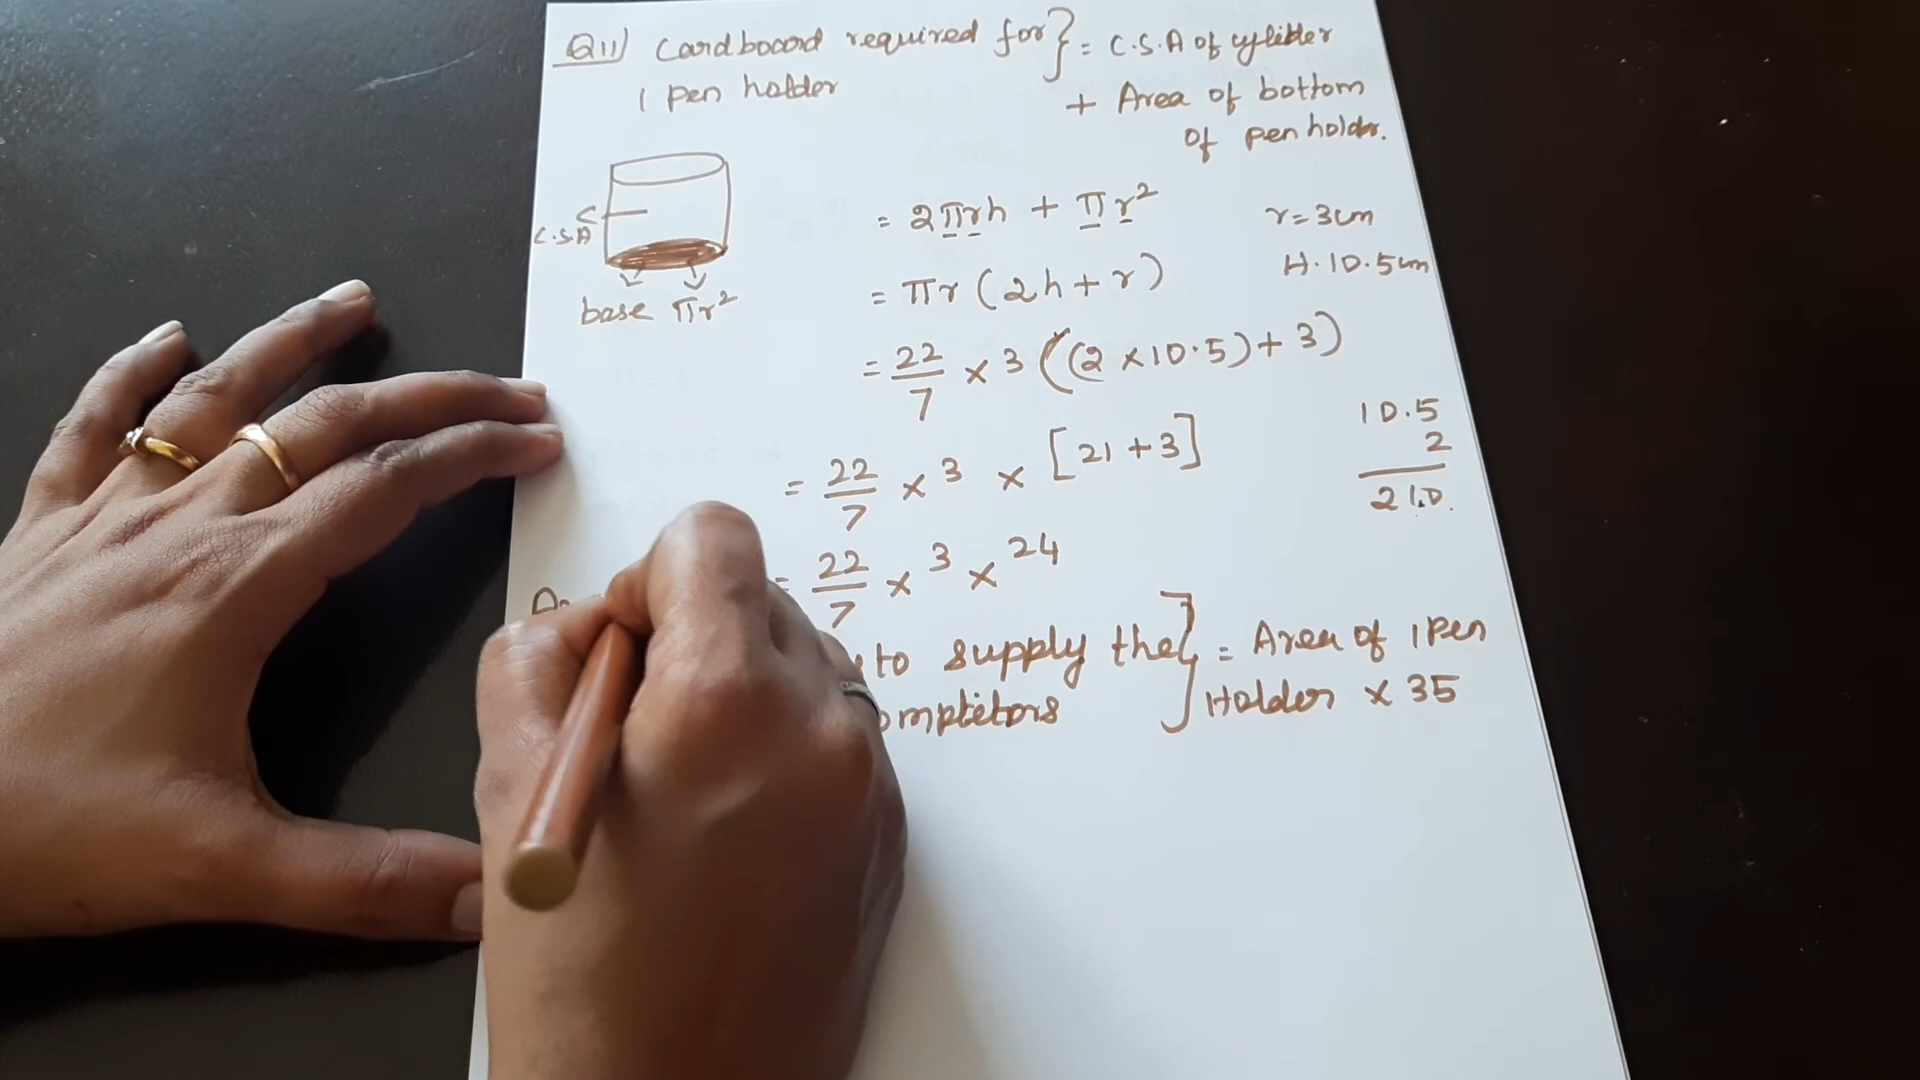 Q11) Cardboard required for } = C.S.A of cylider
1 pen holder + Area of bottom
of pen holder.
C.S.A
base πr²
= 2πrh + πr²
r = 3cm
= πr (2h + r)
H. 10.5cm
= 22/7 × 3 ((2 × 10.5) + 3)
= 22/7 × 3 × [21 + 3]
10.5
2
21.0.
= 22/7 × 3 × 24
to supply the } = Area of 1 Pen
Holder × 35